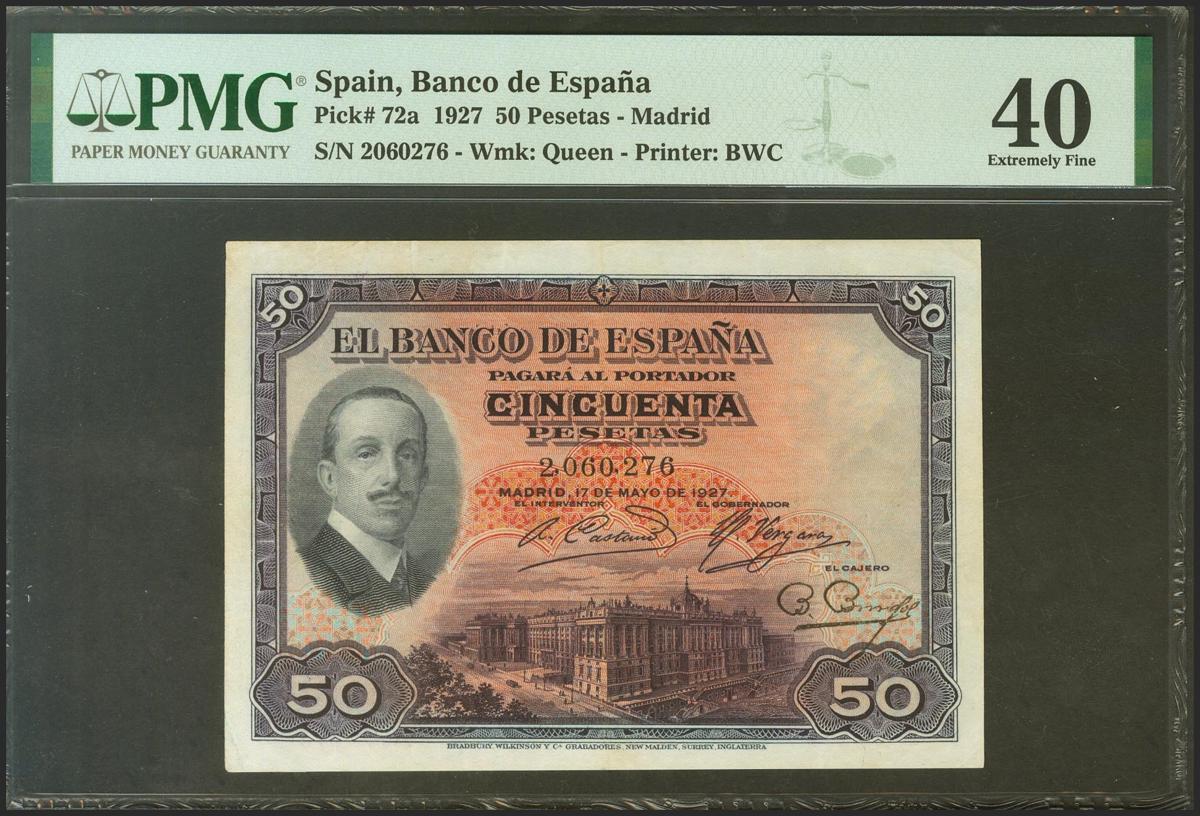 PMG®
PAPER MONEY GUARANTY
Spain, Banco de España
Pick# 72a 1927 50 Pesetas - Madrid
S/N 2060276 - Wmk: Queen - Printer: BWC
40
Extremely Fine
50
50
EL BANCO DE ESPAÑA
PAGARÁ AL PORTADOR
CINCUENTA
PESETAS
2,060,276
MADRID, 17 DE MAYO DE 1927.
EL INTERVENTOR
EL GOBERNADOR
A. Castaño
Vergara
EL CAJERO
50
50
BRADBURY, WILKINSON Y Cª GRABADORES, NEW MALDEN, SURREY, INGLATERRA